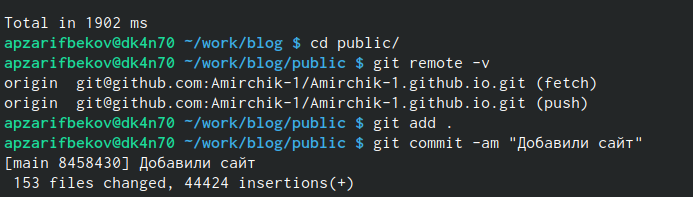 Total in 1902 ms
apzarifbekov@dk4n70 ~/work/blog $ cd public/
apzarifbekov@dk4n70 ~/work/blog/public $ git remote -v
origin  git@github.com:Amirchik-1/Amirchik-1.github.io.git (fetch)
origin  git@github.com:Amirchik-1/Amirchik-1.github.io.git (push)
apzarifbekov@dk4n70 ~/work/blog/public $ git add .
apzarifbekov@dk4n70 ~/work/blog/public $ git commit -am "Добавили сайт"
[main 8458430] Добавили сайт
 153 files changed, 44424 insertions(+)